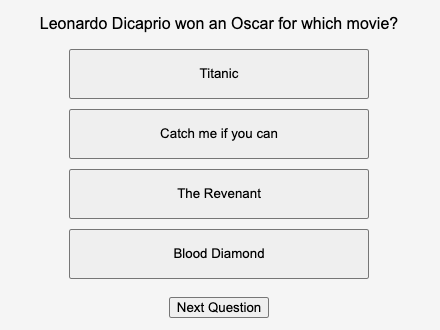 Leonardo Dicaprio won an Oscar for which movie?
Titanic
Catch me if you can
The Revenant
Blood Diamond
Next Question